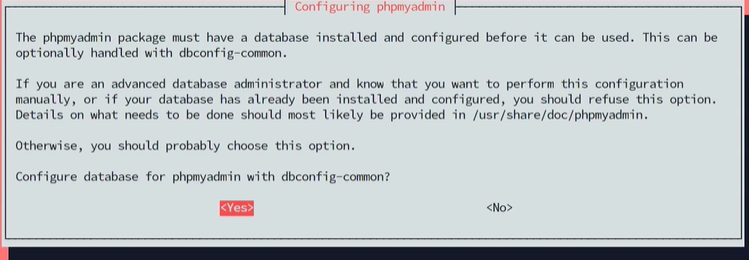 Configuring phpmyadmin
The phpmyadmin package must have a database installed and configured before it can be used. This can be
optionally handled with dbconfig-common.
If you are an advanced database administrator and know that you want to perform this configuration
manually, or if your database has already been installed and configured, you should refuse this option.
Details on what needs to be done should most likely be provided in /usr/share/doc/phpmyadmin.
Otherwise, you should probably choose this option.
Configure database for phpmyadmin with dbconfig-common?
<Yes> <No>